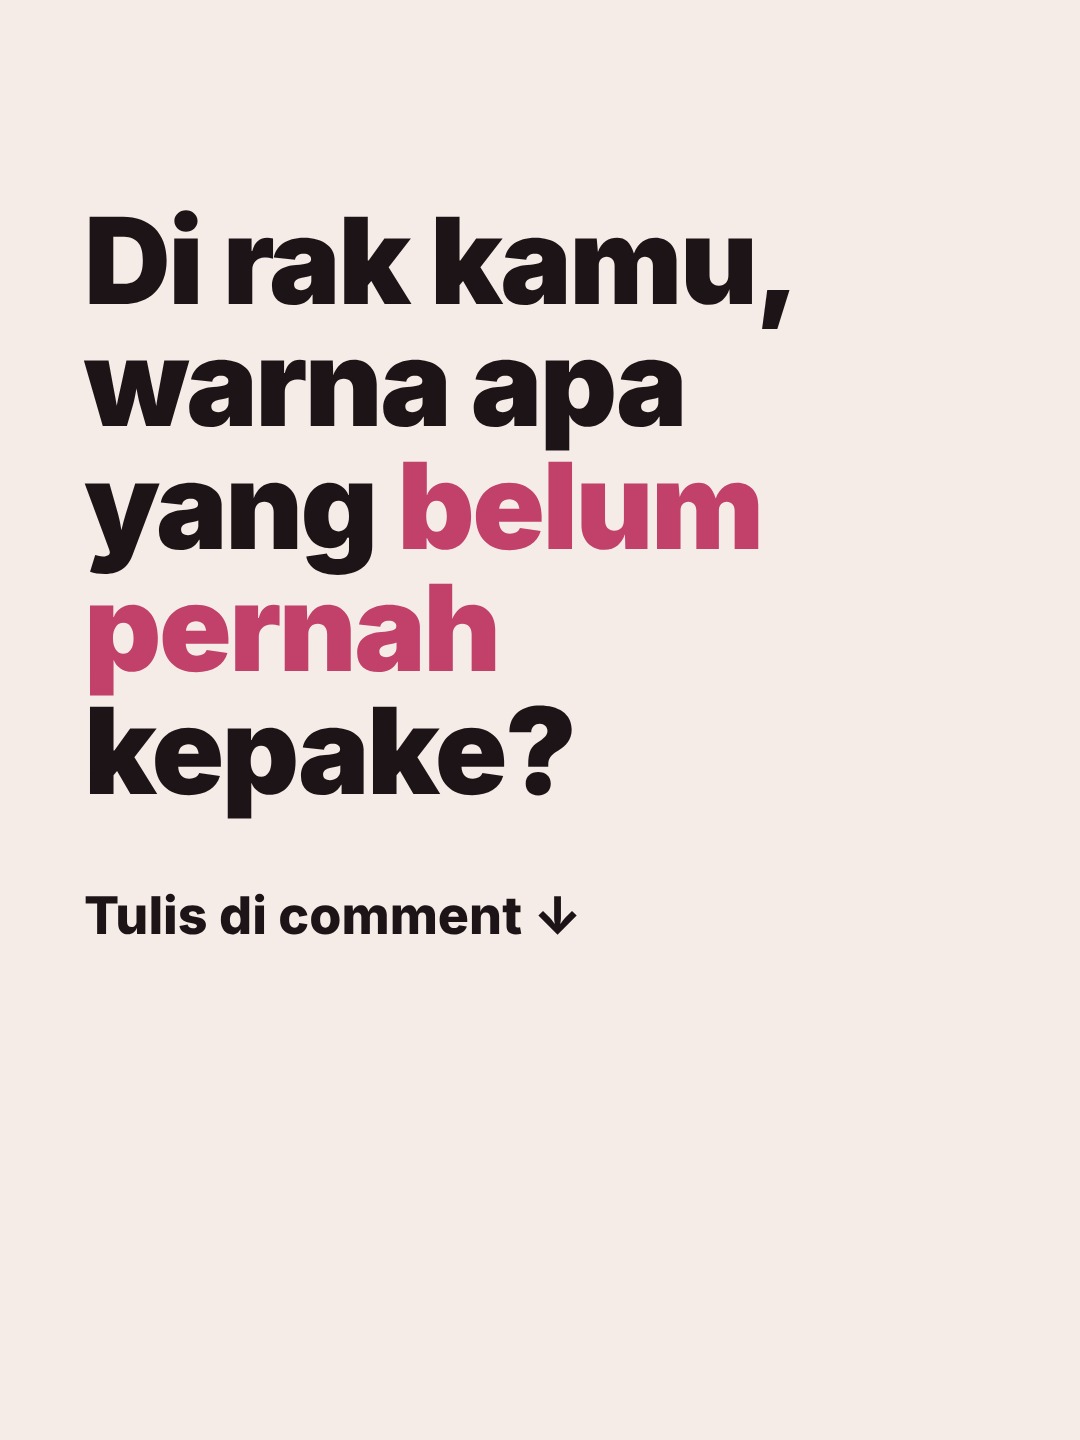 Di rak kamu,
warna apa
yang belum
pernah
kepake?
Tulis di comment ↓